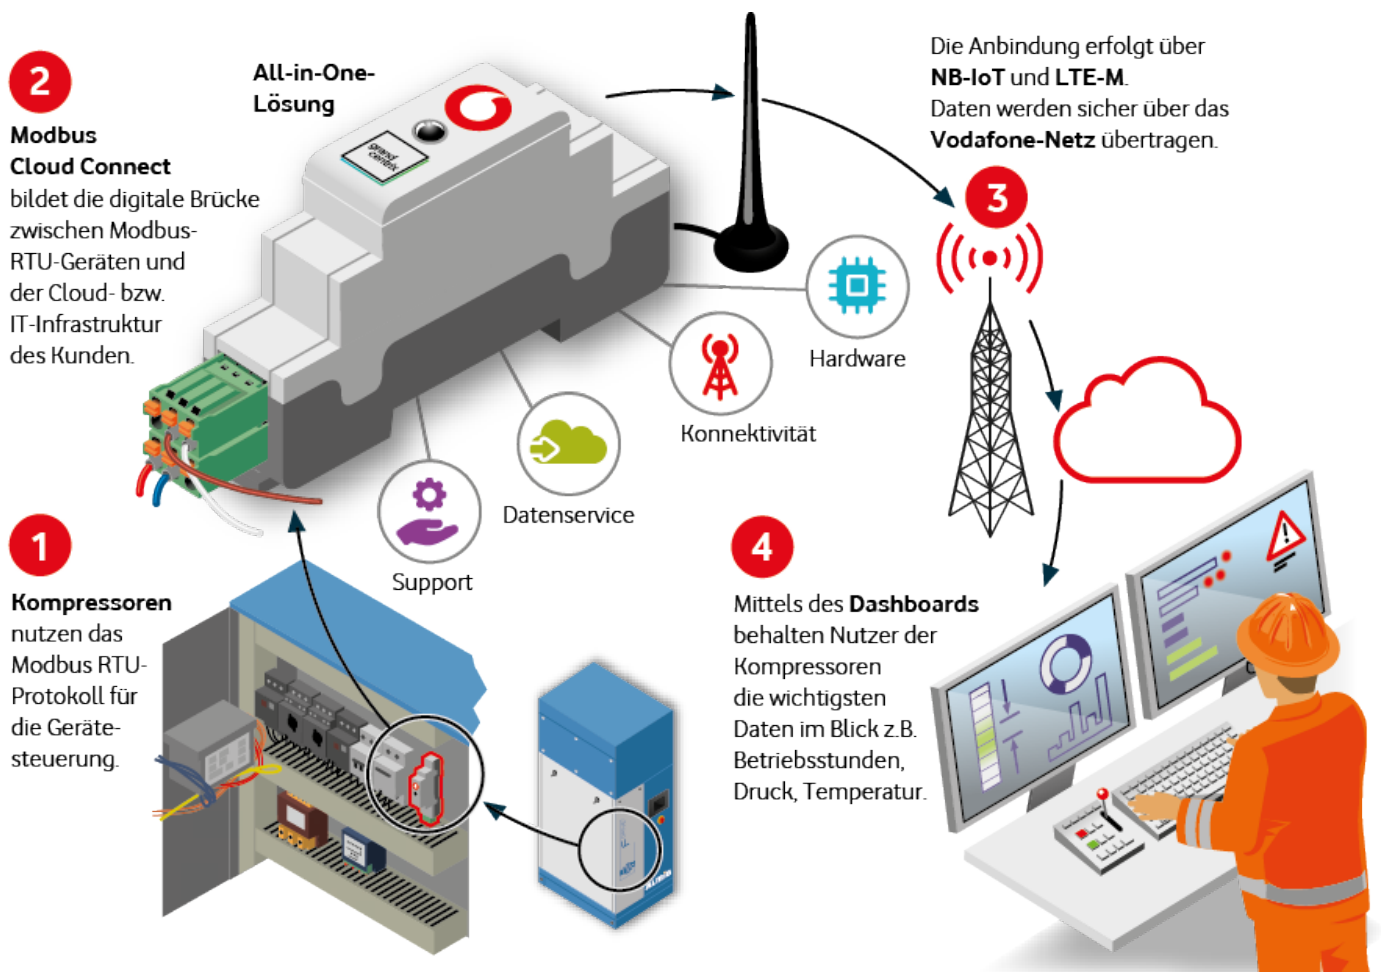 2
Modbus
Cloud Connect
bildet die digitale Brücke
zwischen Modbus-
RTU-Geräten und
der Cloud- bzw.
IT-Infrastruktur
des Kunden.
All-in-One-
Lösung
grand
centrix
Die Anbindung erfolgt über
NB-IoT und LTE-M.
Daten werden sicher über das
Vodafone-Netz übertragen.
3
Hardware
Konnektivität
Datenservice
Support
1
Kompressoren
nutzen das
Modbus RTU-
Protokoll für
die Geräte-
steuerung.
4
Mittels des Dashboards
behalten Nutzer der
Kompressoren
die wichtigsten
Daten im Blick z.B.
Betriebsstunden,
Druck, Temperatur.